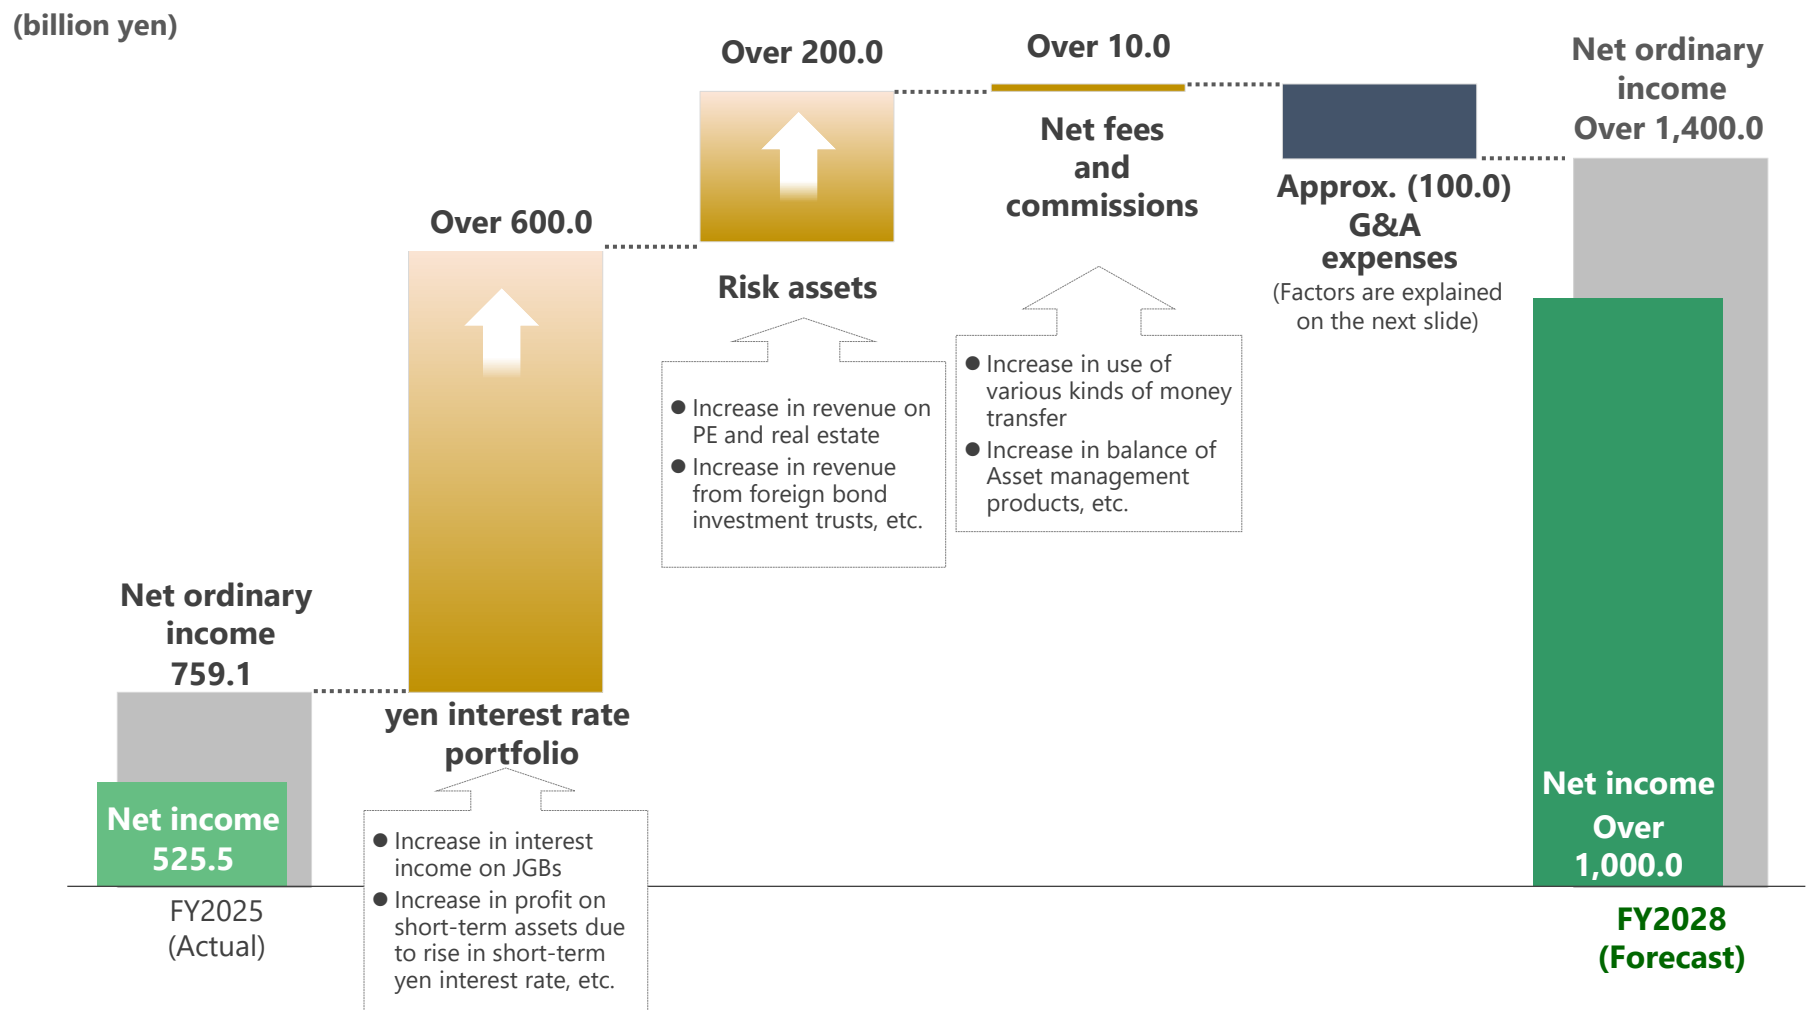 (billion yen)
Net ordinary
income
759.1
Net income
525.5
FY2025
(Actual)
Over 600.0
yen interest rate
portfolio
● Increase in interest
income on JGBs
● Increase in profit on
short-term assets due
to rise in short-term
yen interest rate, etc.
Over 200.0
Risk assets
● Increase in revenue on
PE and real estate
● Increase in revenue
from foreign bond
investment trusts, etc.
Over 10.0
Net fees
and
commissions
● Increase in use of
various kinds of money
transfer
● Increase in balance of
Asset management
products, etc.
Approx. (100.0)
G&A
expenses
(Factors are explained
on the next slide)
Net ordinary
income
Over 1,400.0
Net income
Over
1,000.0
FY2028
(Forecast)